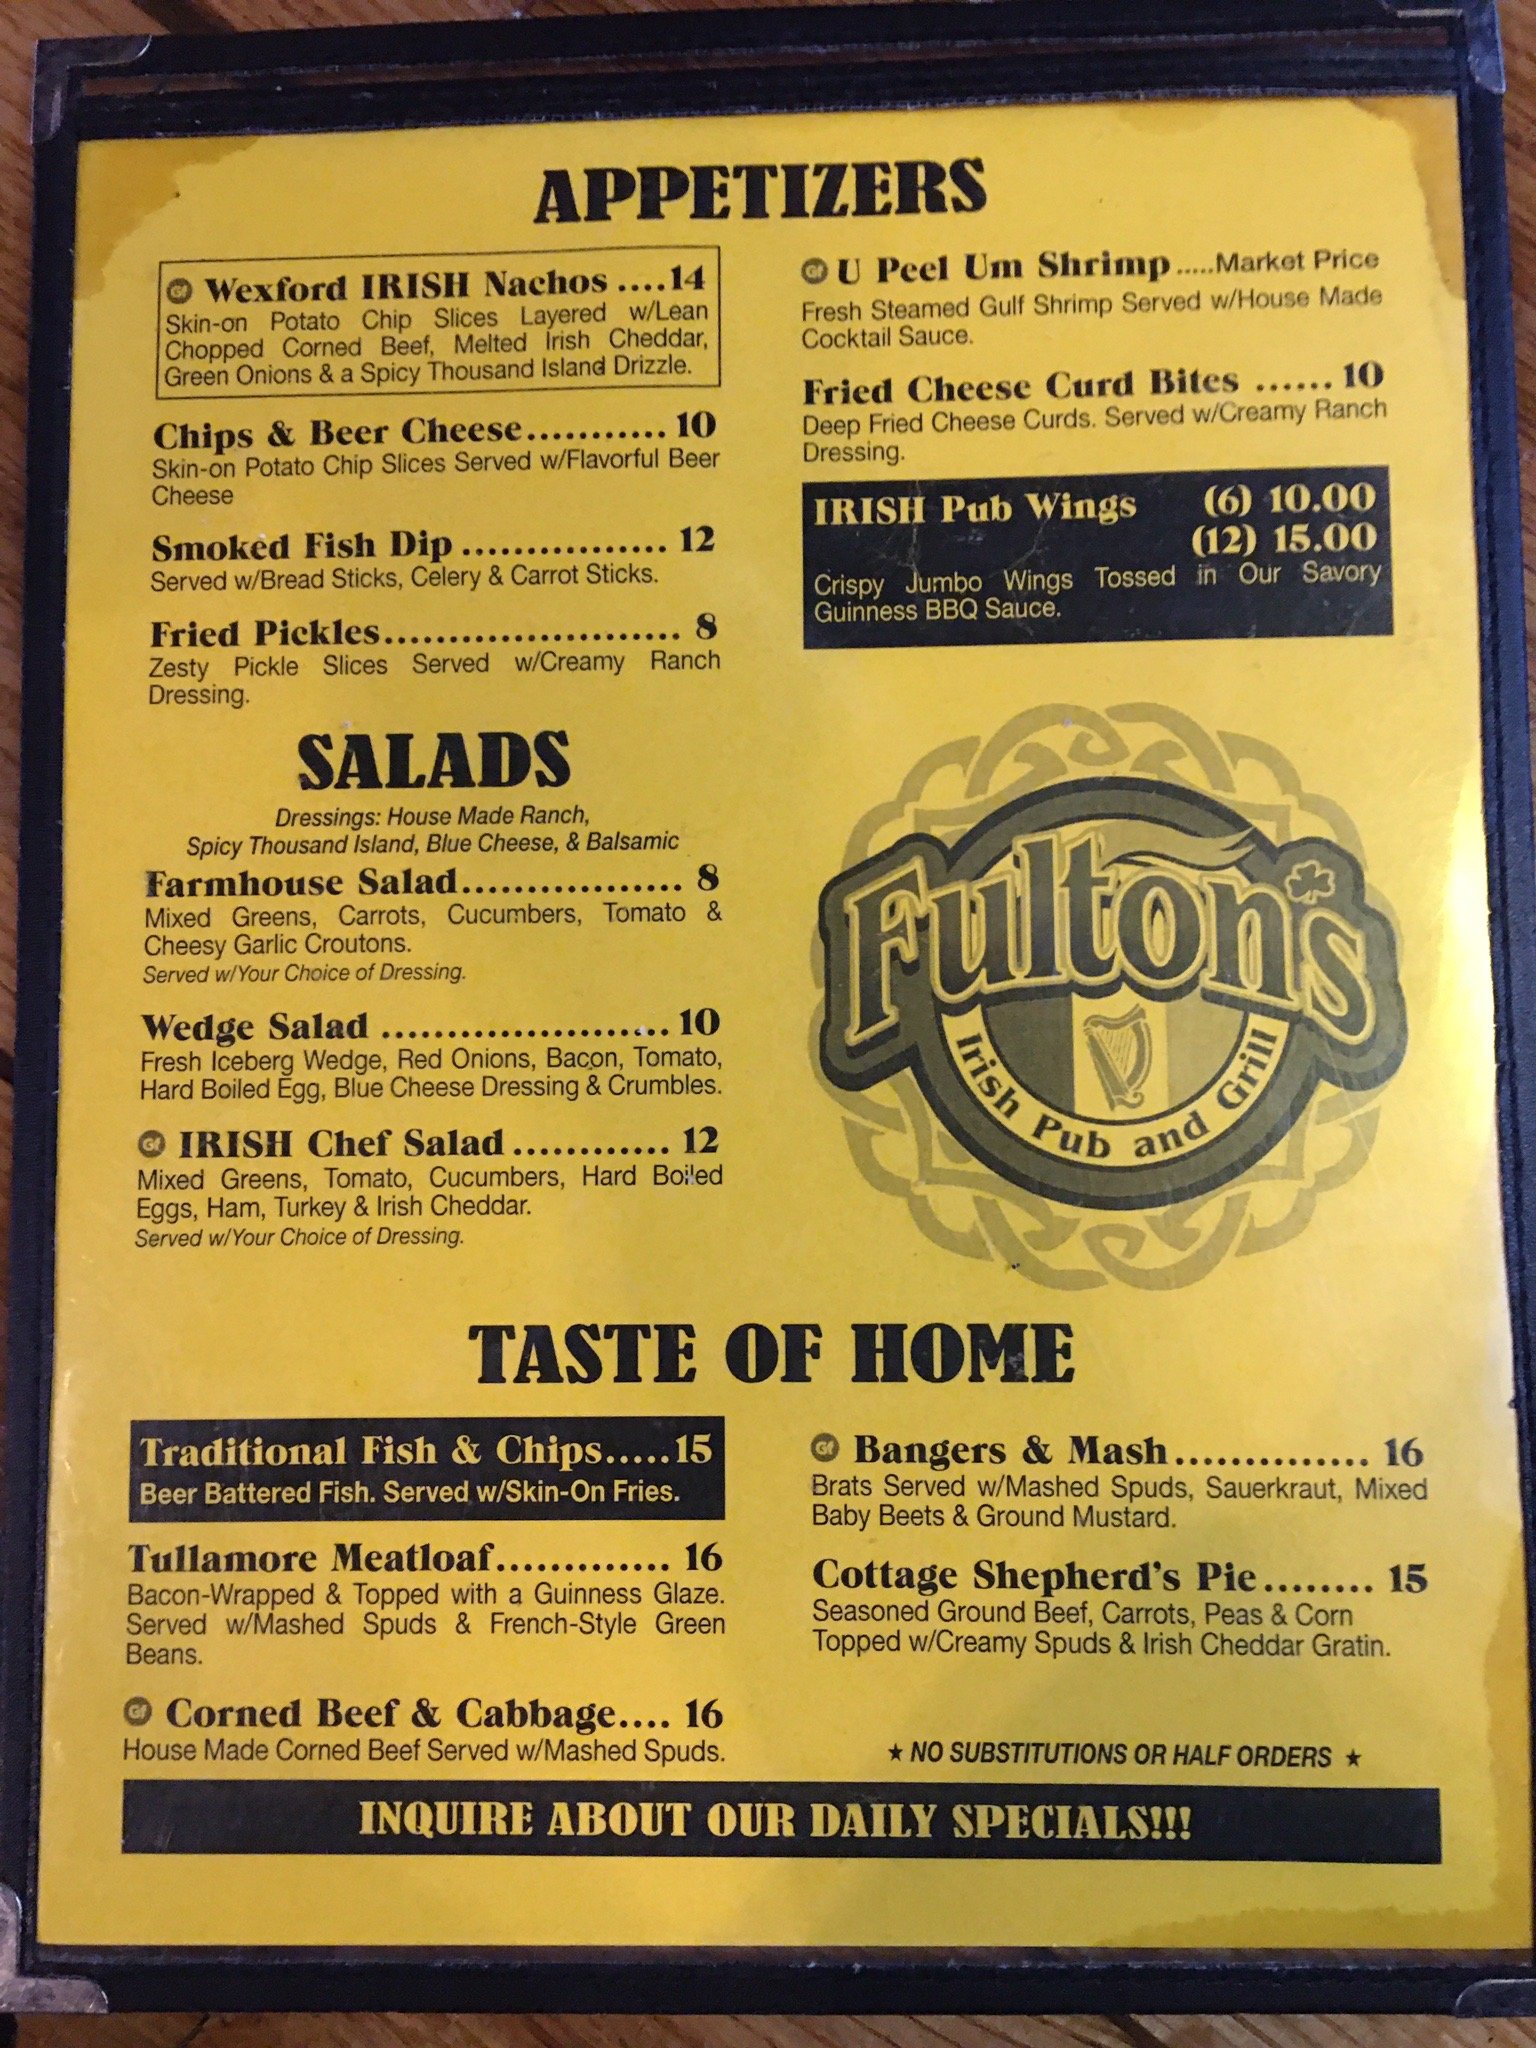 APPETIZERS
Gf Wexford IRISH Nachos ....14
Skin-on Potato Chip Slices Layered w/Lean
Chopped Corned Beef, Melted Irish Cheddar,
Green Onions & a Spicy Thousand Island Drizzle.
Chips & Beer Cheese........... 10
Skin-on Potato Chip Slices Served w/Flavorful Beer
Cheese
Smoked Fish Dip ................ 12
Served w/Bread Sticks, Celery & Carrot Sticks.
Fried Pickles....................... 8
Zesty Pickle Slices Served w/Creamy Ranch
Dressing.
Gf U Peel Um Shrimp .....Market Price
Fresh Steamed Gulf Shrimp Served w/House Made
Cocktail Sauce.
Fried Cheese Curd Bites ...... 10
Deep Fried Cheese Curds. Served w/Creamy Ranch
Dressing.
IRISH Pub Wings (6) 10.00
(12) 15.00
Crispy Jumbo Wings Tossed in Our Savory
Guinness BBQ Sauce.
SALADS
Dressings: House Made Ranch,
Spicy Thousand Island, Blue Cheese, & Balsamic
Farmhouse Salad................. 8
Mixed Greens, Carrots, Cucumbers, Tomato &
Cheesy Garlic Croutons.
Served w/Your Choice of Dressing.
Wedge Salad ...................... 10
Fresh Iceberg Wedge, Red Onions, Bacon, Tomato,
Hard Boiled Egg, Blue Cheese Dressing & Crumbles.
Gf IRISH Chef Salad ............ 12
Mixed Greens, Tomato, Cucumbers, Hard Boiled
Eggs, Ham, Turkey & Irish Cheddar.
Served w/Your Choice of Dressing.
Fulton's
Irish Pub and Grill
TASTE OF HOME
Traditional Fish & Chips.....15
Beer Battered Fish. Served w/Skin-On Fries.
Tullamore Meatloaf............. 16
Bacon-Wrapped & Topped with a Guinness Glaze.
Served w/Mashed Spuds & French-Style Green
Beans.
Gf Corned Beef & Cabbage.... 16
House Made Corned Beef Served w/Mashed Spuds.
Gf Bangers & Mash............... 16
Brats Served w/Mashed Spuds, Sauerkraut, Mixed
Baby Beets & Ground Mustard.
Cottage Shepherd's Pie........ 15
Seasoned Ground Beef, Carrots, Peas & Corn
Topped w/Creamy Spuds & Irish Cheddar Gratin.
★ NO SUBSTITUTIONS OR HALF ORDERS ★
INQUIRE ABOUT OUR DAILY SPECIALS!!!